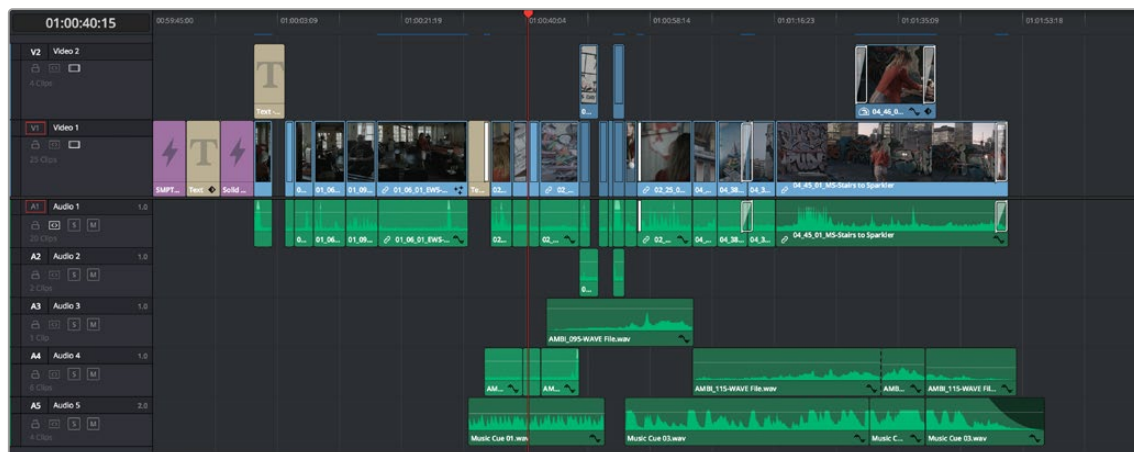 01:00:40:15
00:59:45:00
01:00:03:09
01:00:21:19
01:00:40:04
01:00:58:14
01:01:16:23
01:01:35:09
01:01:53:18
V2 Video 2
4 Clips
T
Text -...
0...
04_46_0...
V1 Video 1
20 Clips
T
SMPT...
Text
Solid ...
0...
01_06...
01_09...
01_06_01_EWS-...
Te...
02...
02_...
02_25_0...
04_...
04_38...
04_3...
04_45_01_MS-Stairs to Sparkler
A1 Audio 1 1.0
S M
20 Clips
0...
01_06...
01_09...
01_06_01_EWS-...
02...
02_...
02_...
04_...
04_38...
04_3...
04_45_01_MS-Stairs to Sparkler
A2 Audio 2 1.0
S M
2 Clips
0...
A3 Audio 3 1.0
S M
1 Clip
AMBI_095-WAVE File.wav
A4 Audio 4 1.0
S M
6 Clips
AM...
AM...
AMBI_115-WAVE File.wav
AMB...
AMBI_115-WAVE Fil...
A5 Audio 5 2.0
S M
4 Clips
Music Cue 01.wav
Music Cue 03.wav
Music C...
Music Cue 03.wav